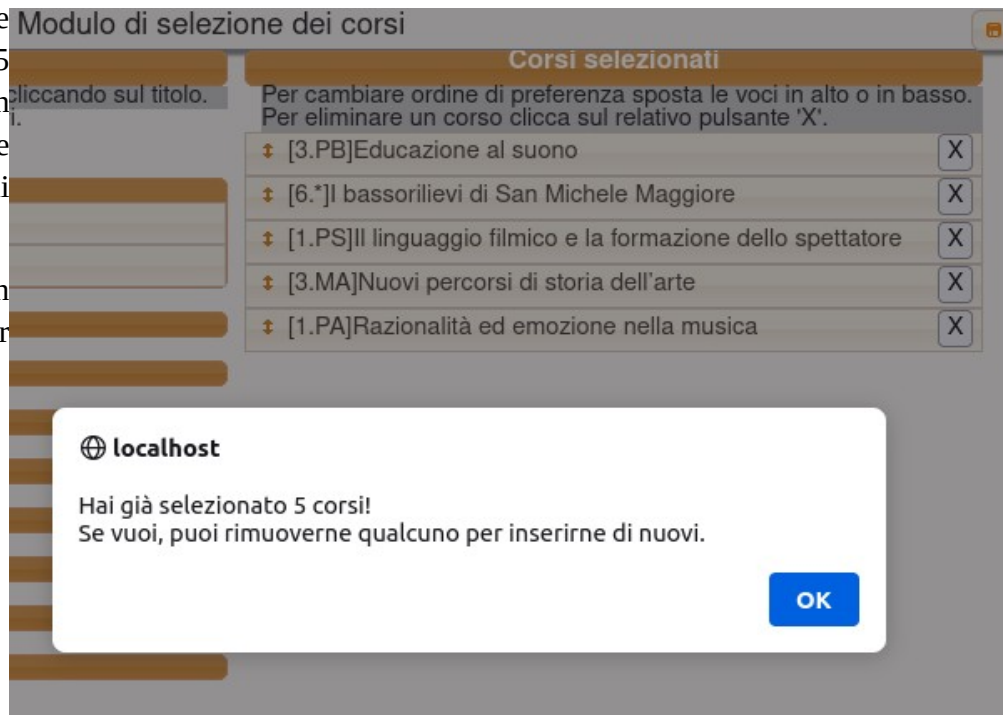 Modulo di selezione dei corsi
Corsi selezionati
cliccando sul titolo.
Per cambiare ordine di preferenza sposta le voci in alto o in basso.
Per eliminare un corso clicca sul relativo pulsante 'X'.
[3.PB]Educazione al suono X
[6.*]I bassorilievi di San Michele Maggiore X
[1.PS]Il linguaggio filmico e la formazione dello spettatore X
[3.MA]Nuovi percorsi di storia dell'arte X
[1.PA]Razionalità ed emozione nella musica X
localhost
Hai già selezionato 5 corsi!
Se vuoi, puoi rimuoverne qualcuno per inserirne di nuovi.
OK